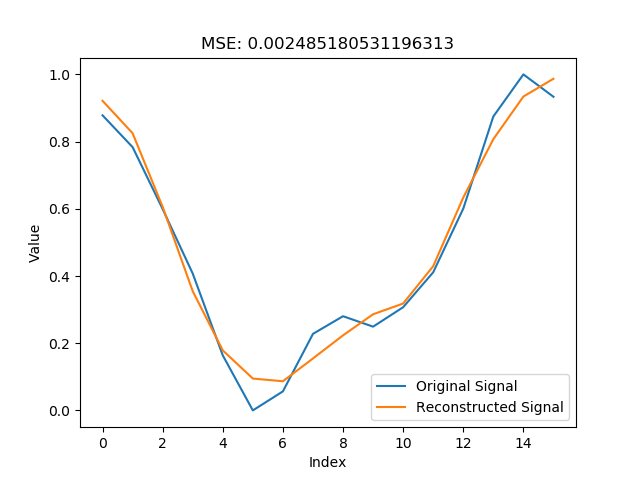 MSE: 0.002485180531196313
1.0
0.8
0.6
0.4
0.2
0.0
Value
0 2 4 6 8 10 12 14
Index
Original Signal
Reconstructed Signal